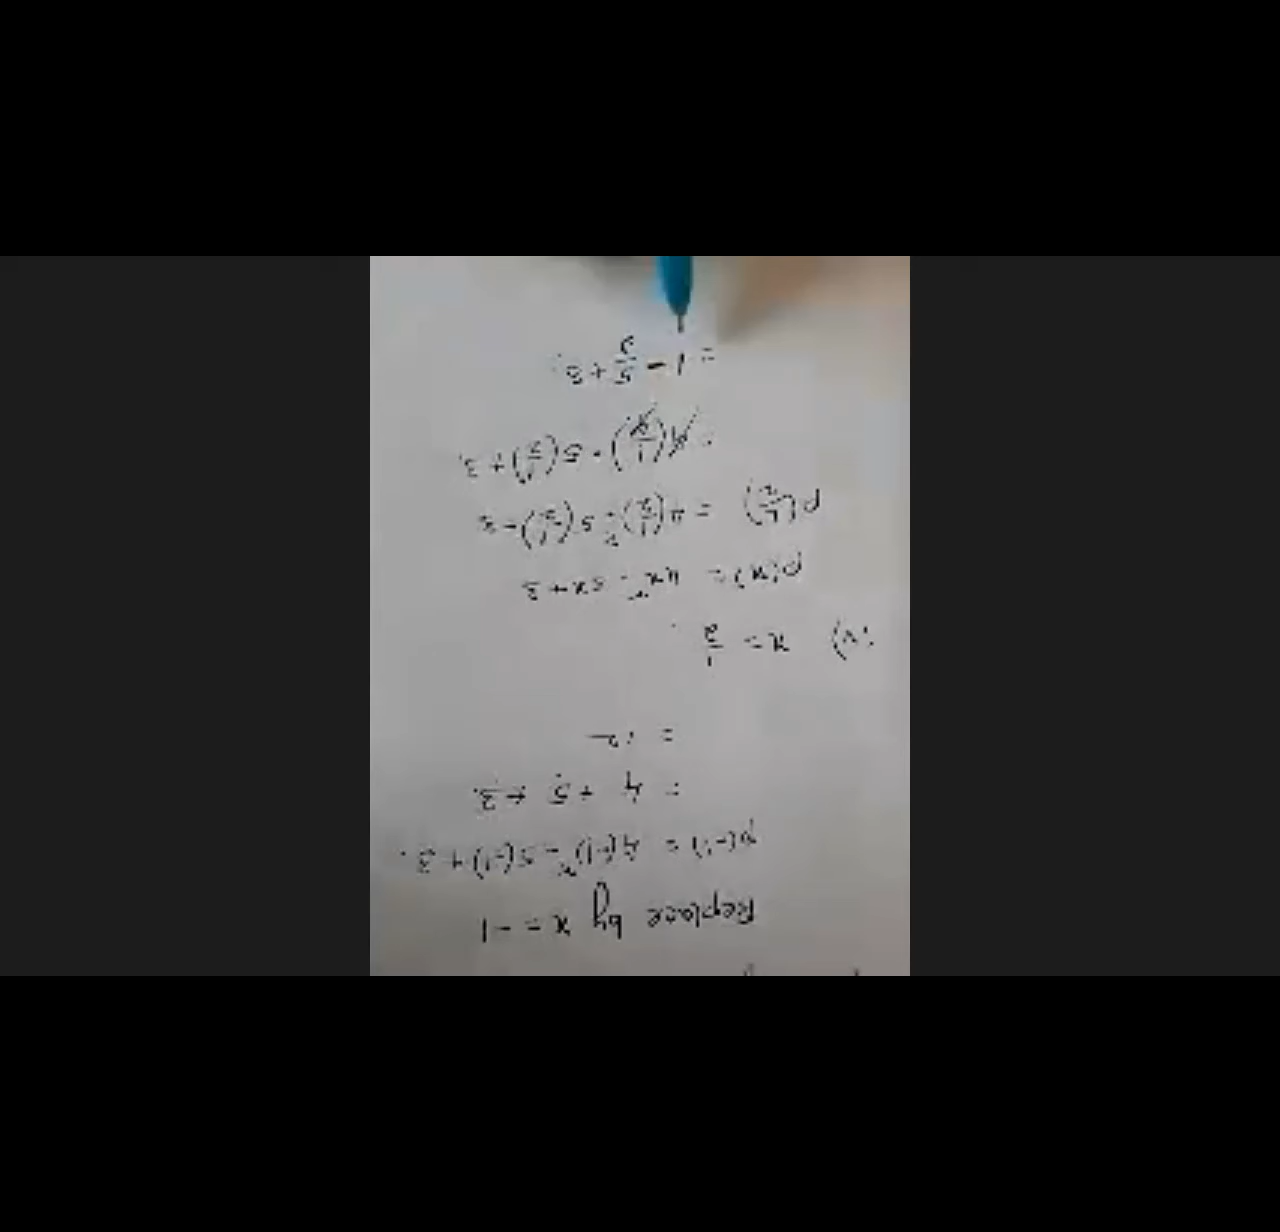 Replace by x = -1
p(-1) = 4(-1)² - 5(-1) + 3
= 4 + 5 + 3
= 12
iv) x = 1/2
p(x) = 4x² - 5x + 3
p(1/2) = 4(1/2)² - 5(1/2) - 3
= 4(1/4) - 5(1/2) + 3
= 1 - 5/2 + 3